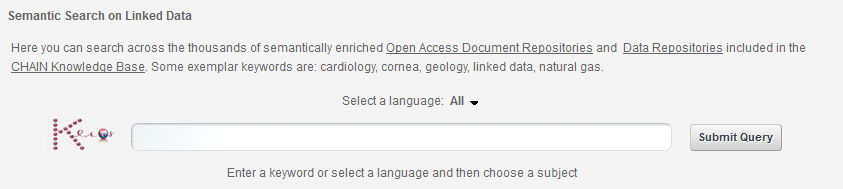 Semantic Search on Linked Data
Here you can search across the thousands of semantically enriched Open Access Document Repositories and Data Repositories included in the
CHAIN Knowledge Base. Some exemplar keywords are: cardiology, cornea, geology, linked data, natural gas.
Select a language: All
Submit Query
Enter a keyword or select a language and then choose a subject